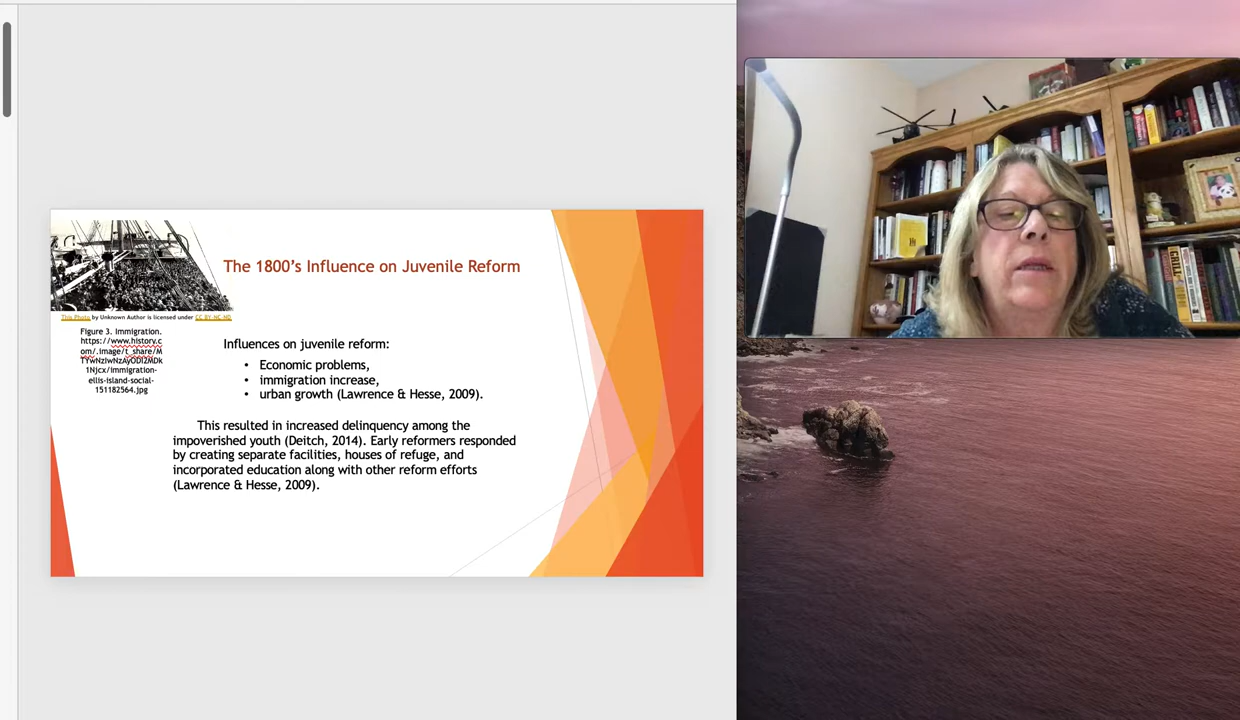 The 1800's Influence on Juvenile Reform
This Photo by Unknown Author is licensed under CC BY-NC-ND
Figure 3. Immigration.
https://www.history.c
om/.image/t_share/M
TYwNzIwNzAyODI2MDk
1Njcx/immigration-
ellis-island-social-
151182564.jpg
Influences on juvenile reform:
• Economic problems,
• immigration increase,
• urban growth (Lawrence & Hesse, 2009).
This resulted in increased delinquency among the
impoverished youth (Deitch, 2014). Early reformers responded
by creating separate facilities, houses of refuge, and
incorporated education along with other reform efforts
(Lawrence & Hesse, 2009).